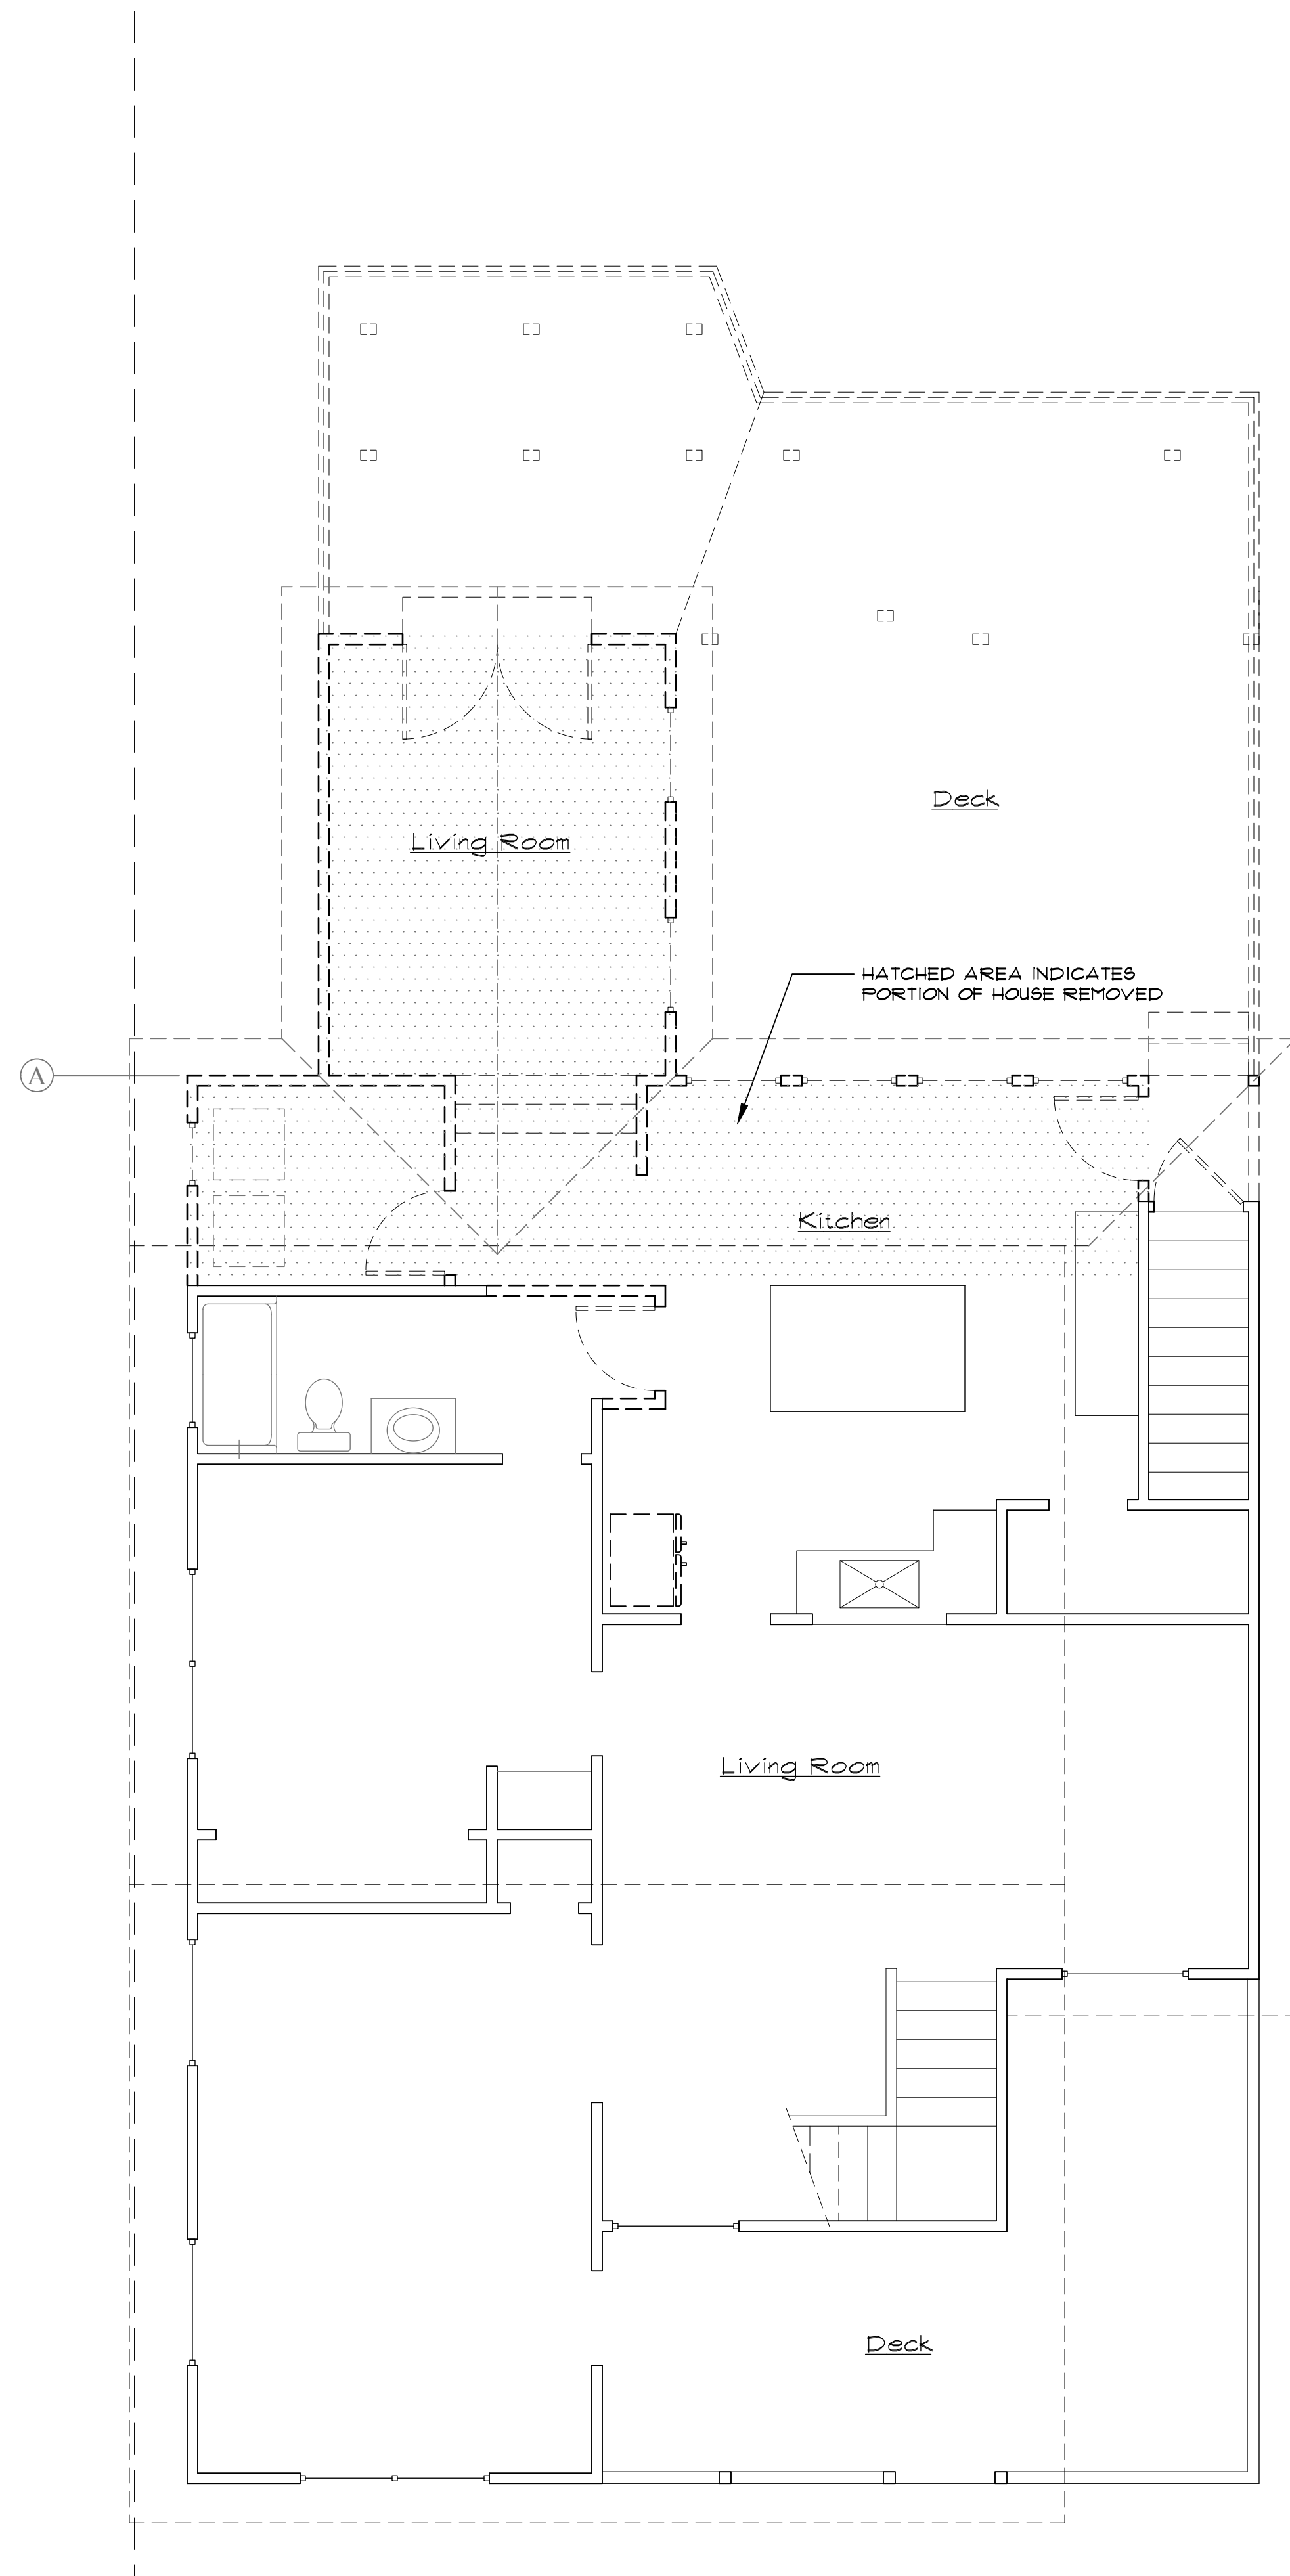 Deck
Living Room
HATCHED AREA INDICATES
PORTION OF HOUSE REMOVED
A
Kitchen
Living Room
Deck